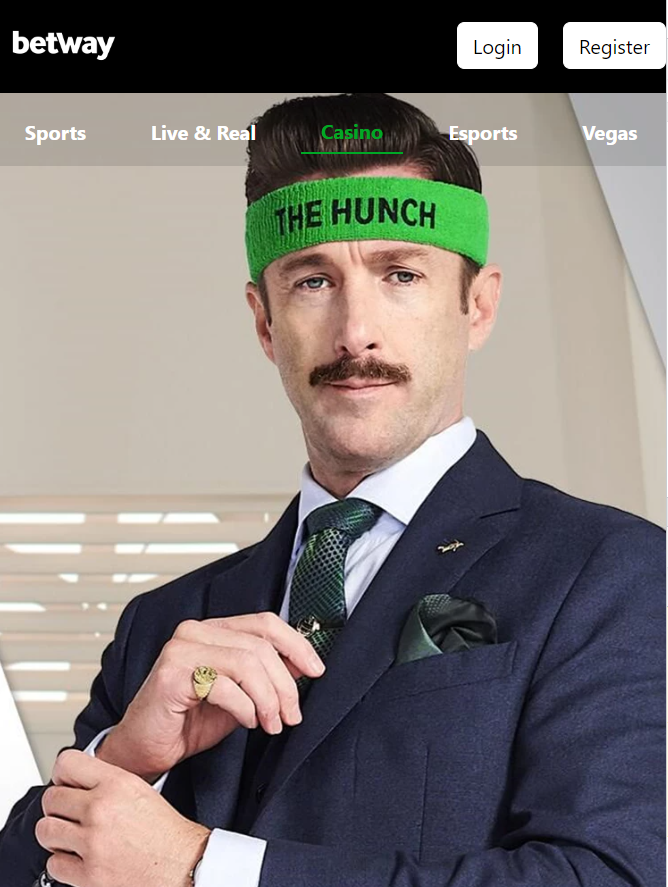 betway
Login
Register
Sports
Live & Real
Casino
Esports
Vegas
THE HUNCH